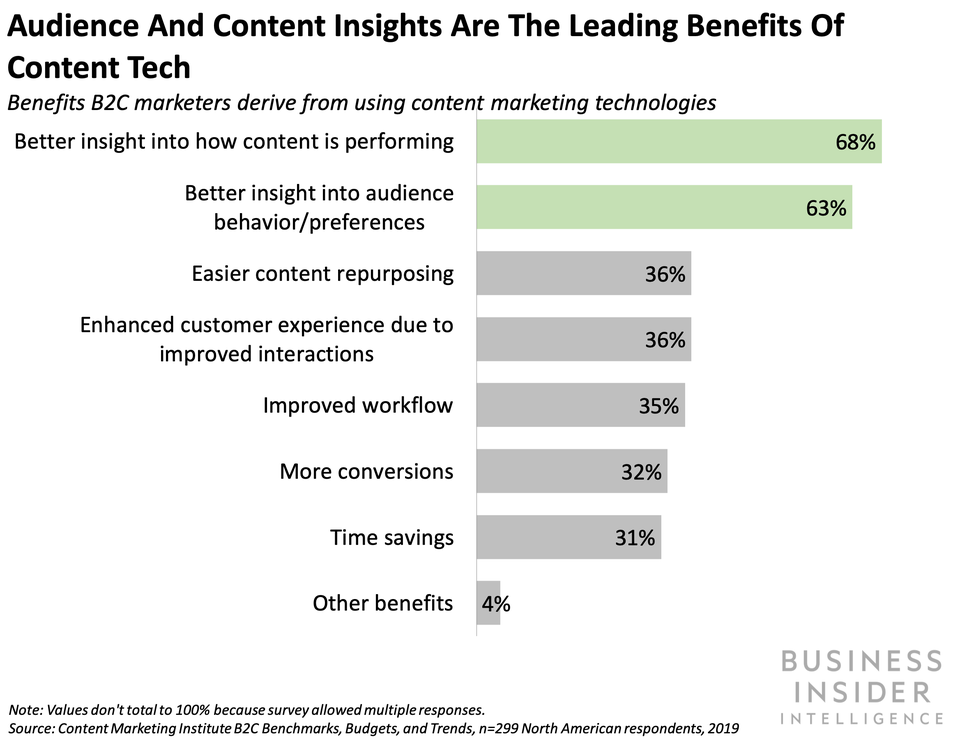 Audience And Content Insights Are The Leading Benefits Of
Content Tech
Benefits B2C marketers derive from using content marketing technologies
Better insight into how content is performing
68%
Better insight into audience
behavior/preferences
63%
Easier content repurposing
36%
Enhanced customer experience due to
improved interactions
36%
Improved workflow
35%
More conversions
32%
Time savings
31%
Other benefits
4%
BUSINESS
INSIDER
INTELLIGENCE
Note: Values don't total to 100% because survey allowed multiple responses.
Source: Content Marketing Institute B2C Benchmarks, Budgets, and Trends, n=299 North American respondents, 2019